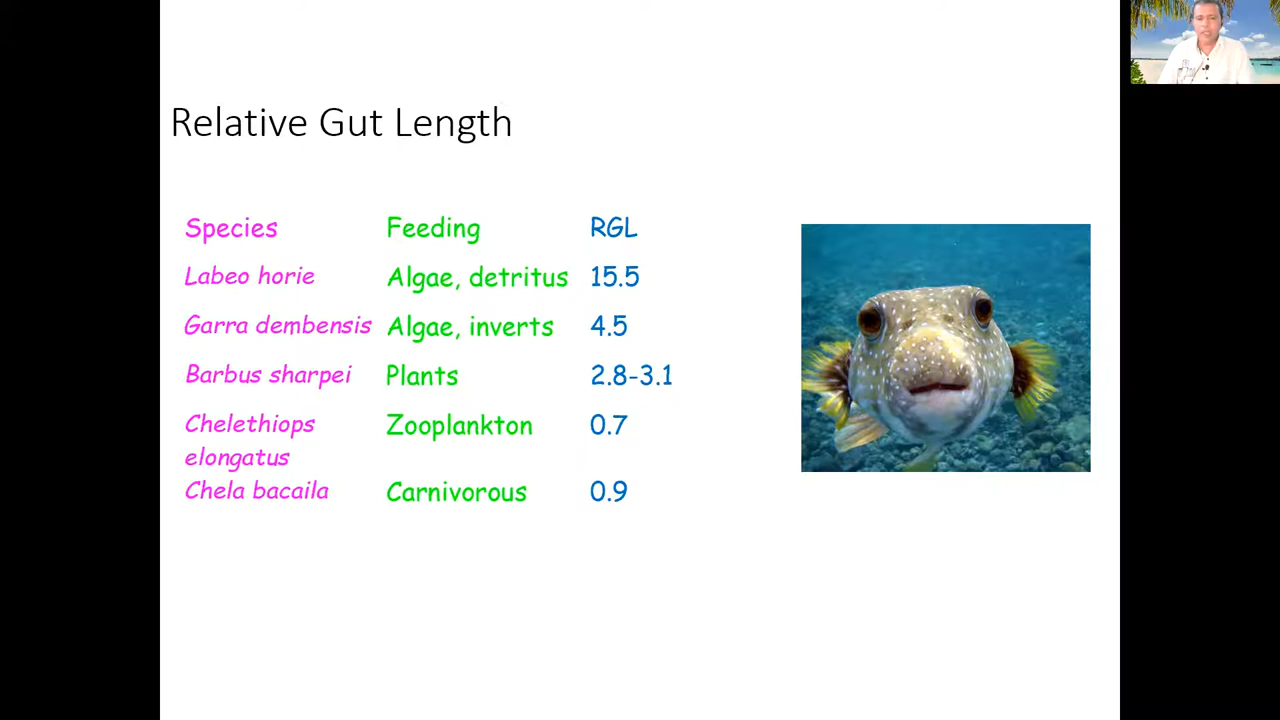 Relative Gut Length
Species Feeding RGL
Labeo horie Algae, detritus 15.5
Garra dembensis Algae, inverts 4.5
Barbus sharpei Plants 2.8-3.1
Chelethiops Zooplankton 0.7
elongatus
Chela bacaila Carnivorous 0.9